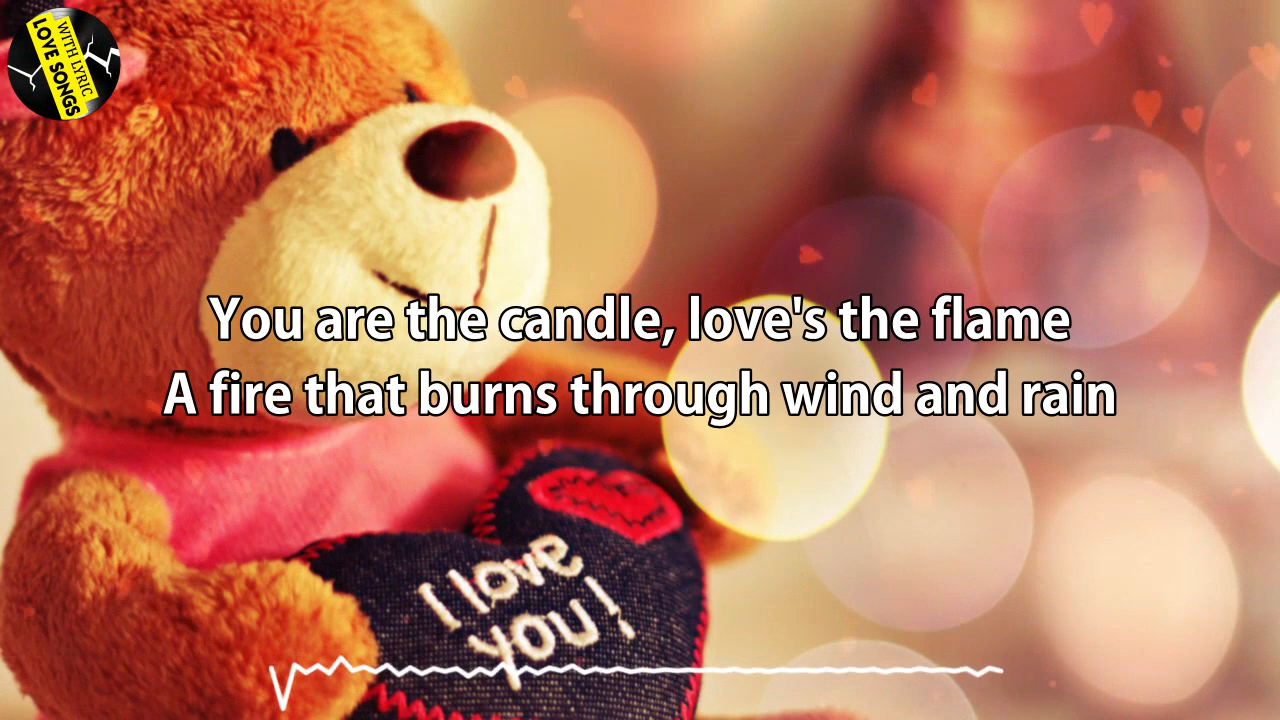 WITH LYRIC
LOVE SONGS
You are the candle, love's the flame
A fire that burns through wind and rain
I love
you!